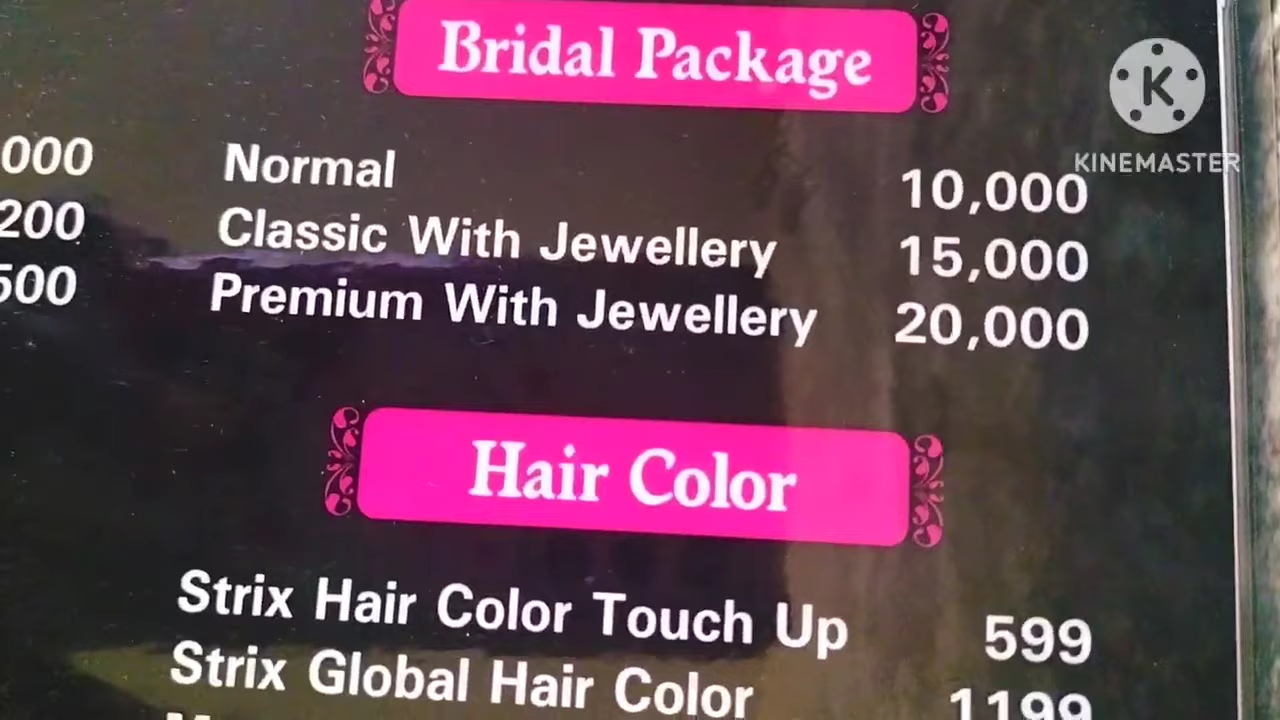 Bridal Package
K
KINEMASTER
000
Normal 10,000
200
Classic With Jewellery 15,000
500
Premium With Jewellery 20,000
Hair Color
Strix Hair Color Touch Up 599
Strix Global Hair Color 1199